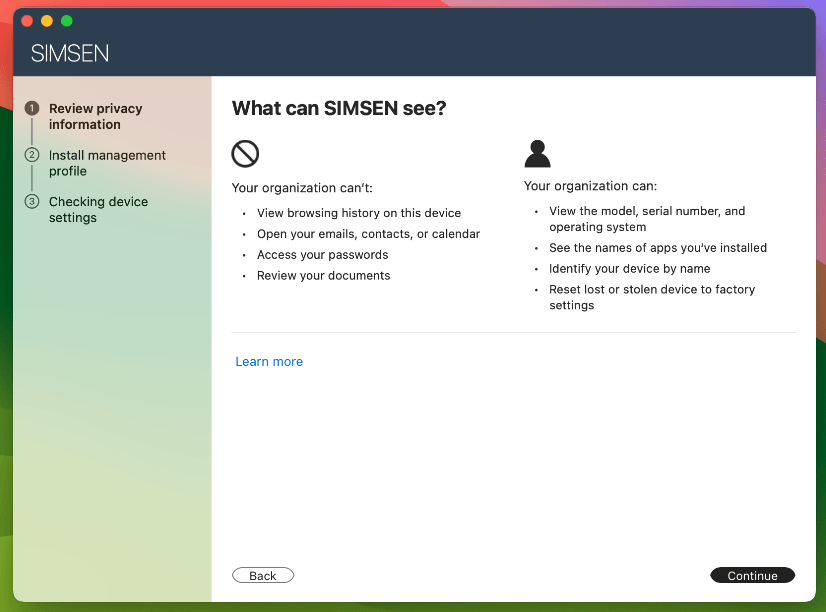 SIMSEN
1 Review privacy
information
2 Install management
profile
3 Checking device
settings
What can SIMSEN see?
Your organization can't:
• View browsing history on this device
• Open your emails, contacts, or calendar
• Access your passwords
• Review your documents
Your organization can:
• View the model, serial number, and
operating system
• See the names of apps you've installed
• Identify your device by name
• Reset lost or stolen device to factory
settings
Learn more
Back
Continue